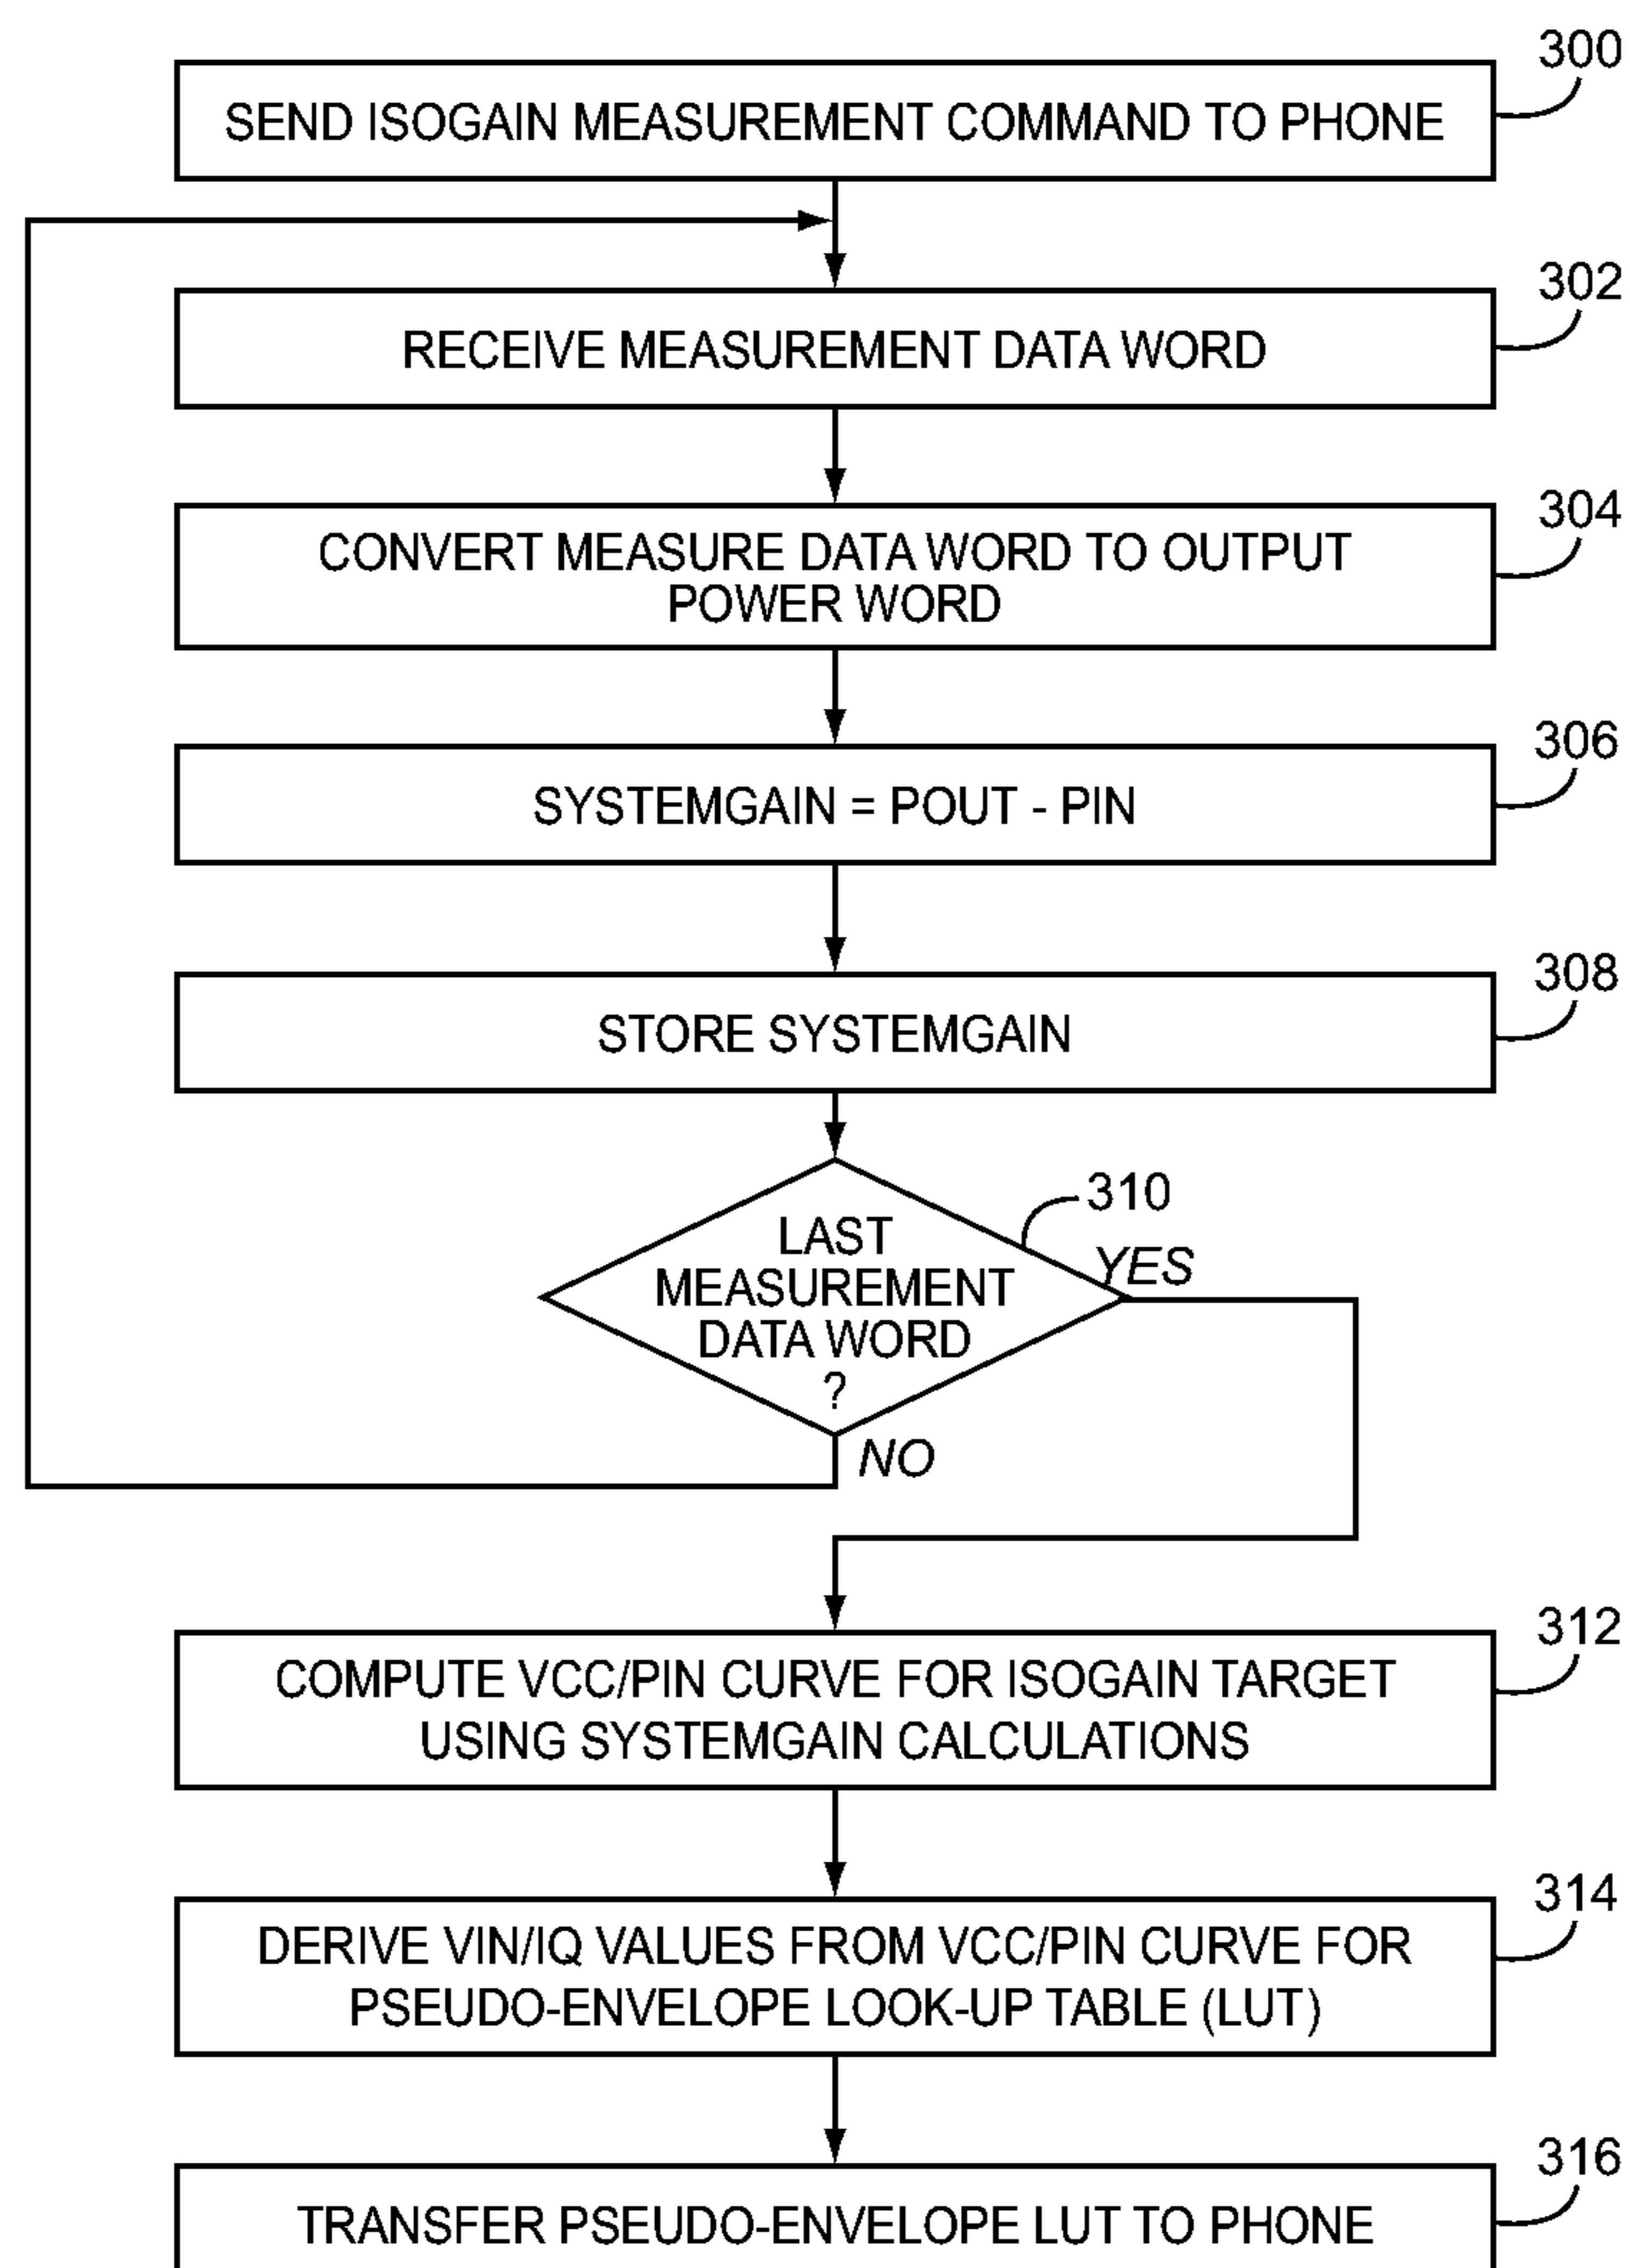 300
SEND ISOGAIN MEASUREMENT COMMAND TO PHONE
302
RECEIVE MEASUREMENT DATA WORD
304
CONVERT MEASURE DATA WORD TO OUTPUT
POWER WORD
306
SYSTEMGAIN = POUT - PIN
308
STORE SYSTEMGAIN
310
LAST
MEASUREMENT
DATA WORD
?
YES
NO
312
COMPUTE VCC/PIN CURVE FOR ISOGAIN TARGET
USING SYSTEMGAIN CALCULATIONS
314
DERIVE VIN/IQ VALUES FROM VCC/PIN CURVE FOR
PSEUDO-ENVELOPE LOOK-UP TABLE (LUT)
316
TRANSFER PSEUDO-ENVELOPE LUT TO PHONE